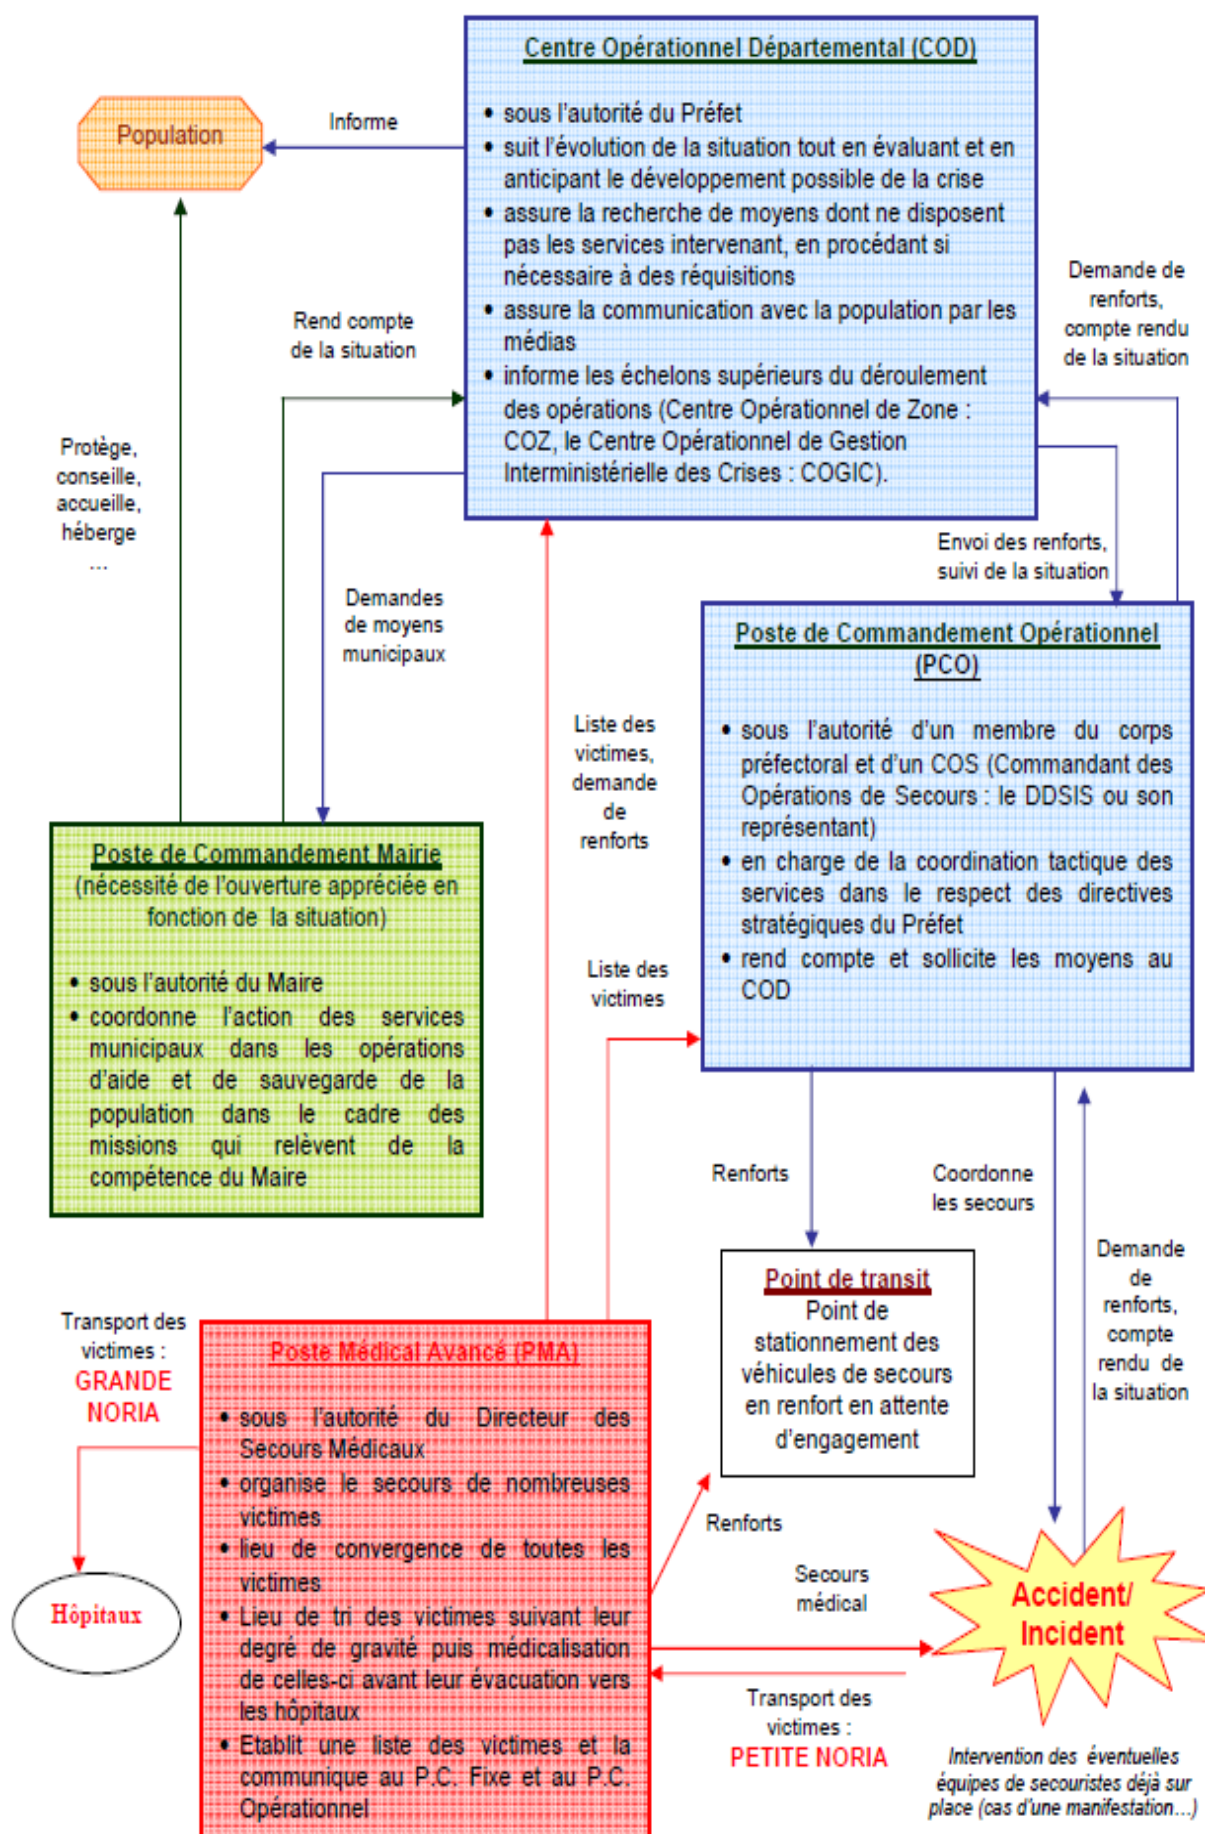 Centre Opérationnel Départemental (COD)
• sous l'autorité du Préfet
• suit l'évolution de la situation tout en évaluant et en
anticipant le développement possible de la crise
• assure la recherche de moyens dont ne disposent
pas les services intervenant, en procédant si
nécessaire à des réquisitions
• assure la communication avec la population par les
médias
• informe les échelons supérieurs du déroulement
des opérations (Centre Opérationnel de Zone :
COZ, le Centre Opérationnel de Gestion
Interministérielle des Crises : COGIC).
Population
Informe
Rend compte
de la situation
Demande de
renforts,
compte rendu
de la situation
Protège,
conseille,
accueille,
héberge
…
Envoi des renforts,
suivi de la situation
Demandes
de moyens
municipaux
Poste de Commandement Opérationnel
(PCO)
• sous l'autorité d'un membre du corps
préfectoral et d'un COS (Commandant des
Opérations de Secours : le DDSIS ou son
représentant)
• en charge de la coordination tactique des
services dans le respect des directives
stratégiques du Préfet
• rend compte et sollicite les moyens au
COD
Liste des
victimes,
demande
de
renforts
Poste de Commandement Mairie
(nécessité de l'ouverture appréciée en
fonction de la situation)
• sous l'autorité du Maire
• coordonne l'action des services
municipaux dans les opérations
d'aide et de sauvegarde de la
population dans le cadre des
missions qui relèvent de la
compétence du Maire
Liste des
victimes
Renforts
Coordonne
les secours
Point de transit
Point de
stationnement des
véhicules de secours
en renfort en attente
d'engagement
Demande
de
renforts,
compte
rendu de
la situation
Transport des
victimes :
GRANDE
NORIA
Poste Médical Avancé (PMA)
• sous l'autorité du Directeur des
Secours Médicaux
• organise le secours de nombreuses
victimes
• lieu de convergence de toutes les
victimes
• Lieu de tri des victimes suivant leur
degré de gravité puis médicalisation
de celles-ci avant leur évacuation vers
les hôpitaux
• Etablit une liste des victimes et la
communique au P.C. Fixe et au P.C.
Opérationnel
Hôpitaux
Renforts
Secours
médical
Accident/
Incident
Transport des
victimes :
PETITE NORIA
Intervention des éventuelles
équipes de secouristes déjà sur
place (cas d'une manifestation…)